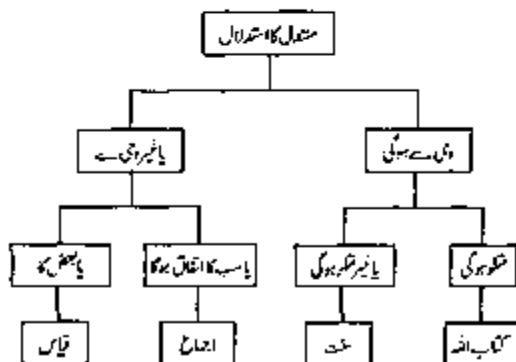 مستدل کا استدلال
وحی سے ہوگی
یا غیر وحی سے
متلو ہوگی
یا غیر متلو ہوگی
یا سب کا اتفاق ہوگا
یا بعض کا
کتاب اللہ
سنت
اجماع
قیاس